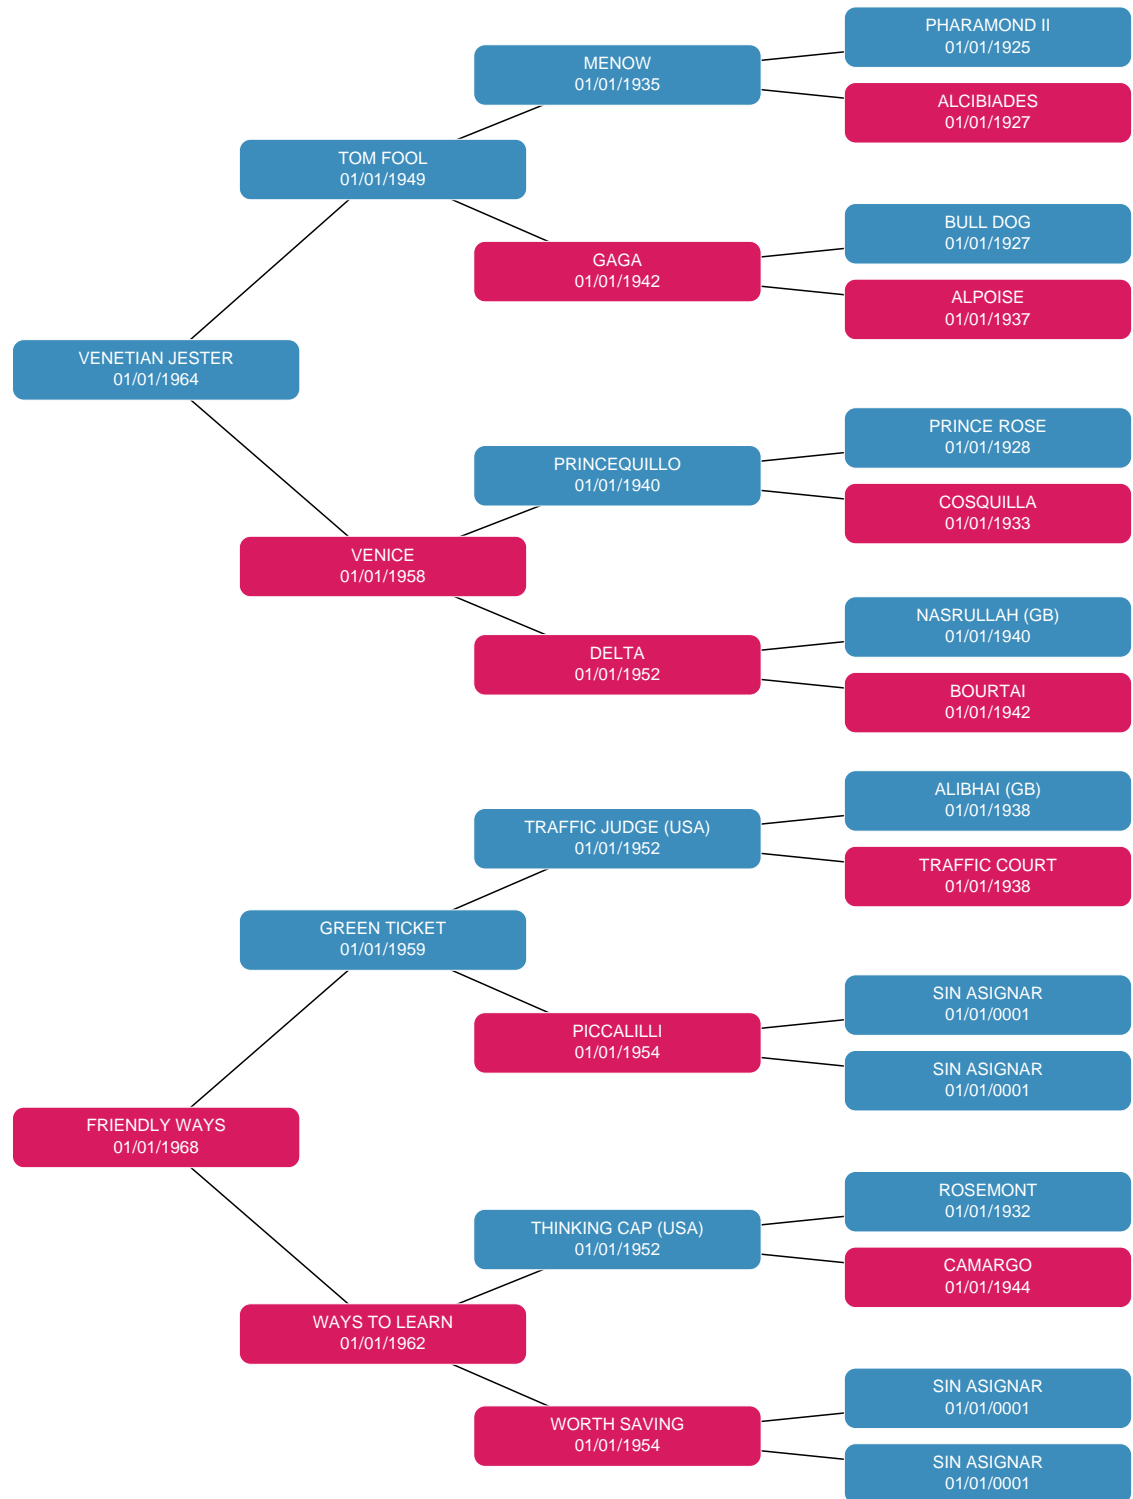 PHARAMOND II
01/01/1925
MENOW
01/01/1935
ALCIBIADES
01/01/1927
TOM FOOL
01/01/1949
BULL DOG
01/01/1927
GAGA
01/01/1942
ALPOISE
01/01/1937
VENETIAN JESTER
01/01/1964
PRINCE ROSE
01/01/1928
PRINCEQUILLO
01/01/1940
COSQUILLA
01/01/1933
VENICE
01/01/1958
NASRULLAH (GB)
01/01/1940
DELTA
01/01/1952
BOURTAI
01/01/1942
ALIBHAI (GB)
01/01/1938
TRAFFIC JUDGE (USA)
01/01/1952
TRAFFIC COURT
01/01/1938
GREEN TICKET
01/01/1959
SIN ASIGNAR
01/01/0001
PICCALILLI
01/01/1954
SIN ASIGNAR
01/01/0001
FRIENDLY WAYS
01/01/1968
ROSEMONT
01/01/1932
THINKING CAP (USA)
01/01/1952
CAMARGO
01/01/1944
WAYS TO LEARN
01/01/1962
SIN ASIGNAR
01/01/0001
WORTH SAVING
01/01/1954
SIN ASIGNAR
01/01/0001